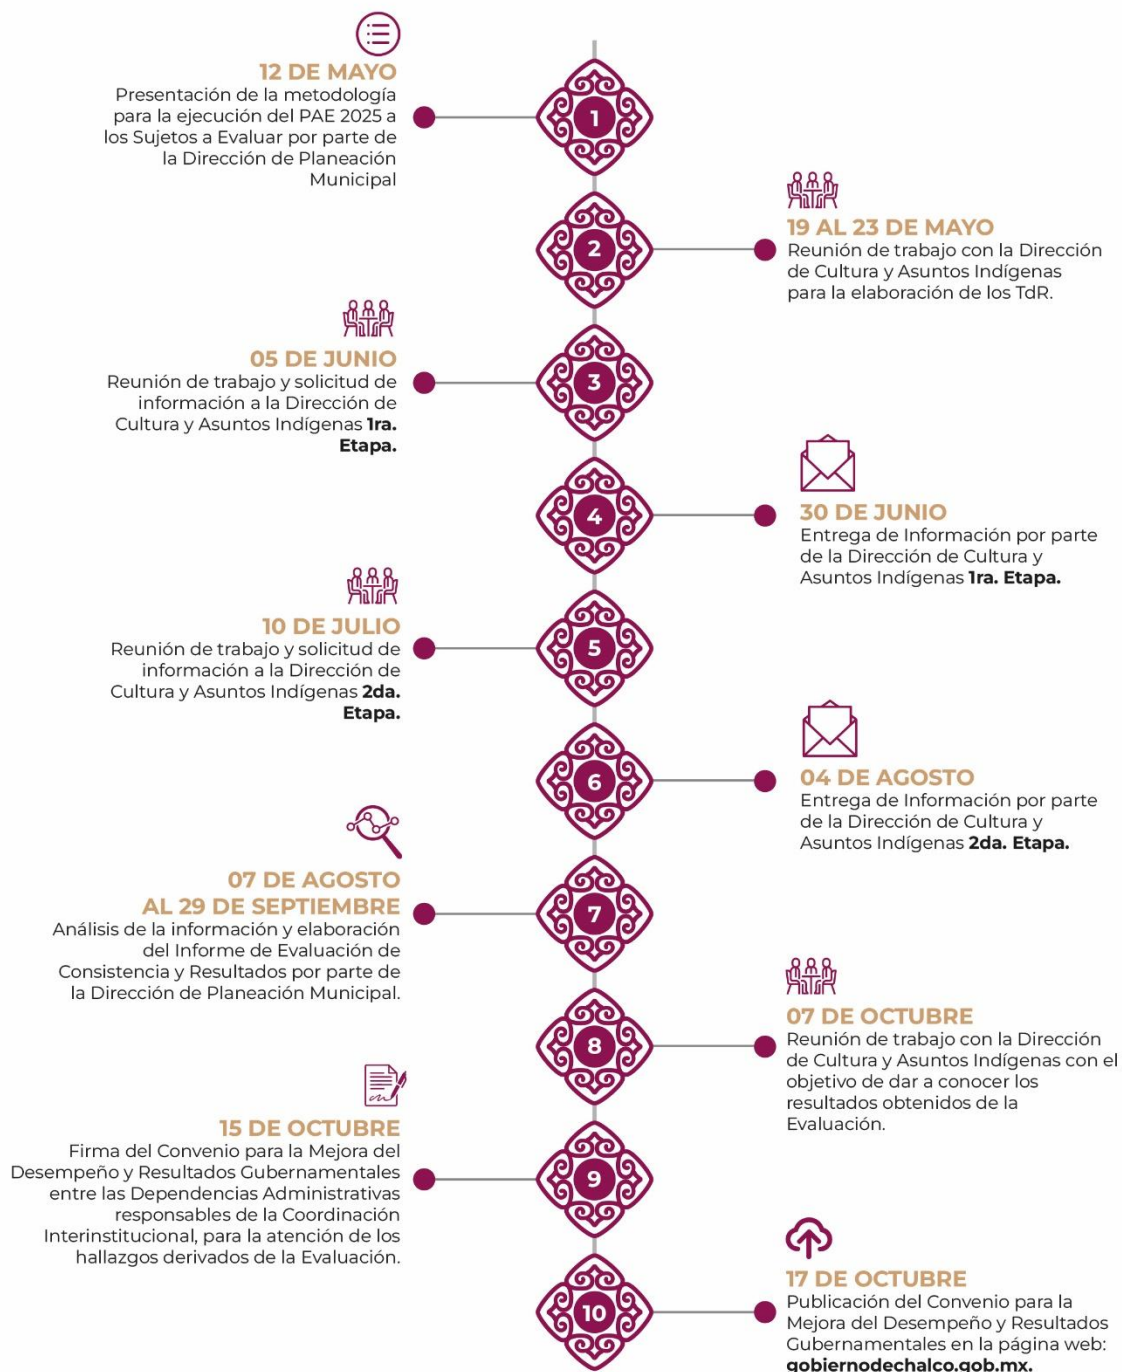 12 DE MAYO
Presentación de la metodología
para la ejecución del PAE 2025 a
los Sujetos a Evaluar por parte de
la Dirección de Planeación
Municipal
1
2
19 AL 23 DE MAYO
Reunión de trabajo con la Dirección
de Cultura y Asuntos Indígenas
para la elaboración de los TdR.
05 DE JUNIO
Reunión de trabajo y solicitud de
información a la Dirección de
Cultura y Asuntos Indígenas 1ra.
Etapa.
3
4
30 DE JUNIO
Entrega de Información por parte
de la Dirección de Cultura y
Asuntos Indígenas 1ra. Etapa.
10 DE JULIO
Reunión de trabajo y solicitud de
información a la Dirección de
Cultura y Asuntos Indígenas 2da.
Etapa.
5
6
04 DE AGOSTO
Entrega de Información por parte
de la Dirección de Cultura y
Asuntos Indígenas 2da. Etapa.
07 DE AGOSTO
AL 29 DE SEPTIEMBRE
Análisis de la información y elaboración
del Informe de Evaluación de
Consistencia y Resultados por parte de
la Dirección de Planeación Municipal.
7
8
07 DE OCTUBRE
Reunión de trabajo con la Dirección
de Cultura y Asuntos Indígenas con el
objetivo de dar a conocer los
resultados obtenidos de la
Evaluación.
15 DE OCTUBRE
Firma del Convenio para la Mejora del
Desempeño y Resultados Gubernamentales
entre las Dependencias Administrativas
responsables de la Coordinación
Interinstitucional, para la atención de los
hallazgos derivados de la Evaluación.
9
10
17 DE OCTUBRE
Publicación del Convenio para la
Mejora del Desempeño y Resultados
Gubernamentales en la página web:
gobiernodechalco.gob.mx.